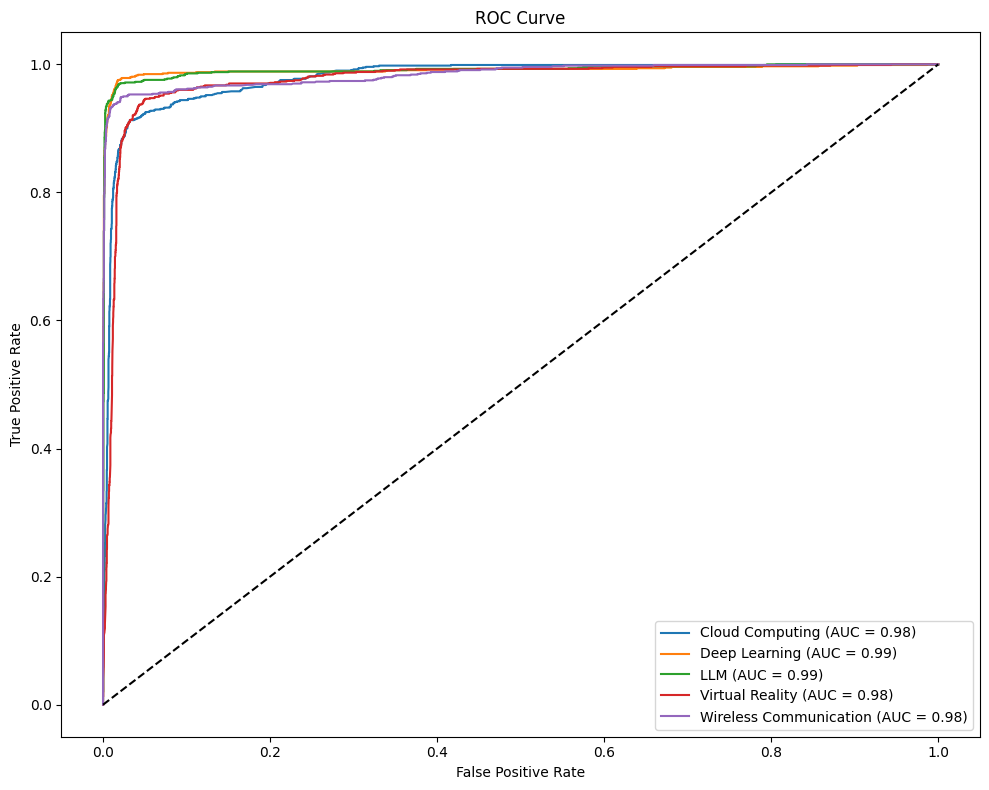 ROC Curve
True Positive Rate
1.0
0.8
0.6
0.4
0.2
0.0
Cloud Computing (AUC = 0.98)
Deep Learning (AUC = 0.99)
LLM (AUC = 0.99)
Virtual Reality (AUC = 0.98)
Wireless Communication (AUC = 0.98)
0.0 0.2 0.4 0.6 0.8 1.0
False Positive Rate